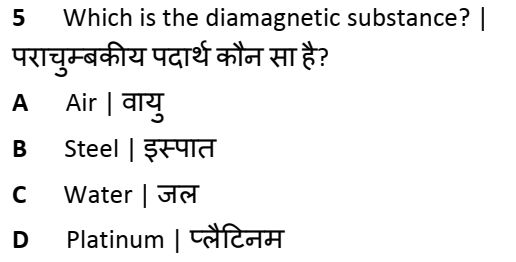 5 Which is the diamagnetic substance? |
पराचुम्बकीय पदार्थ कौन सा है?
A Air | वायु
B Steel | इस्पात
C Water | जल
D Platinum | प्लैटिनम